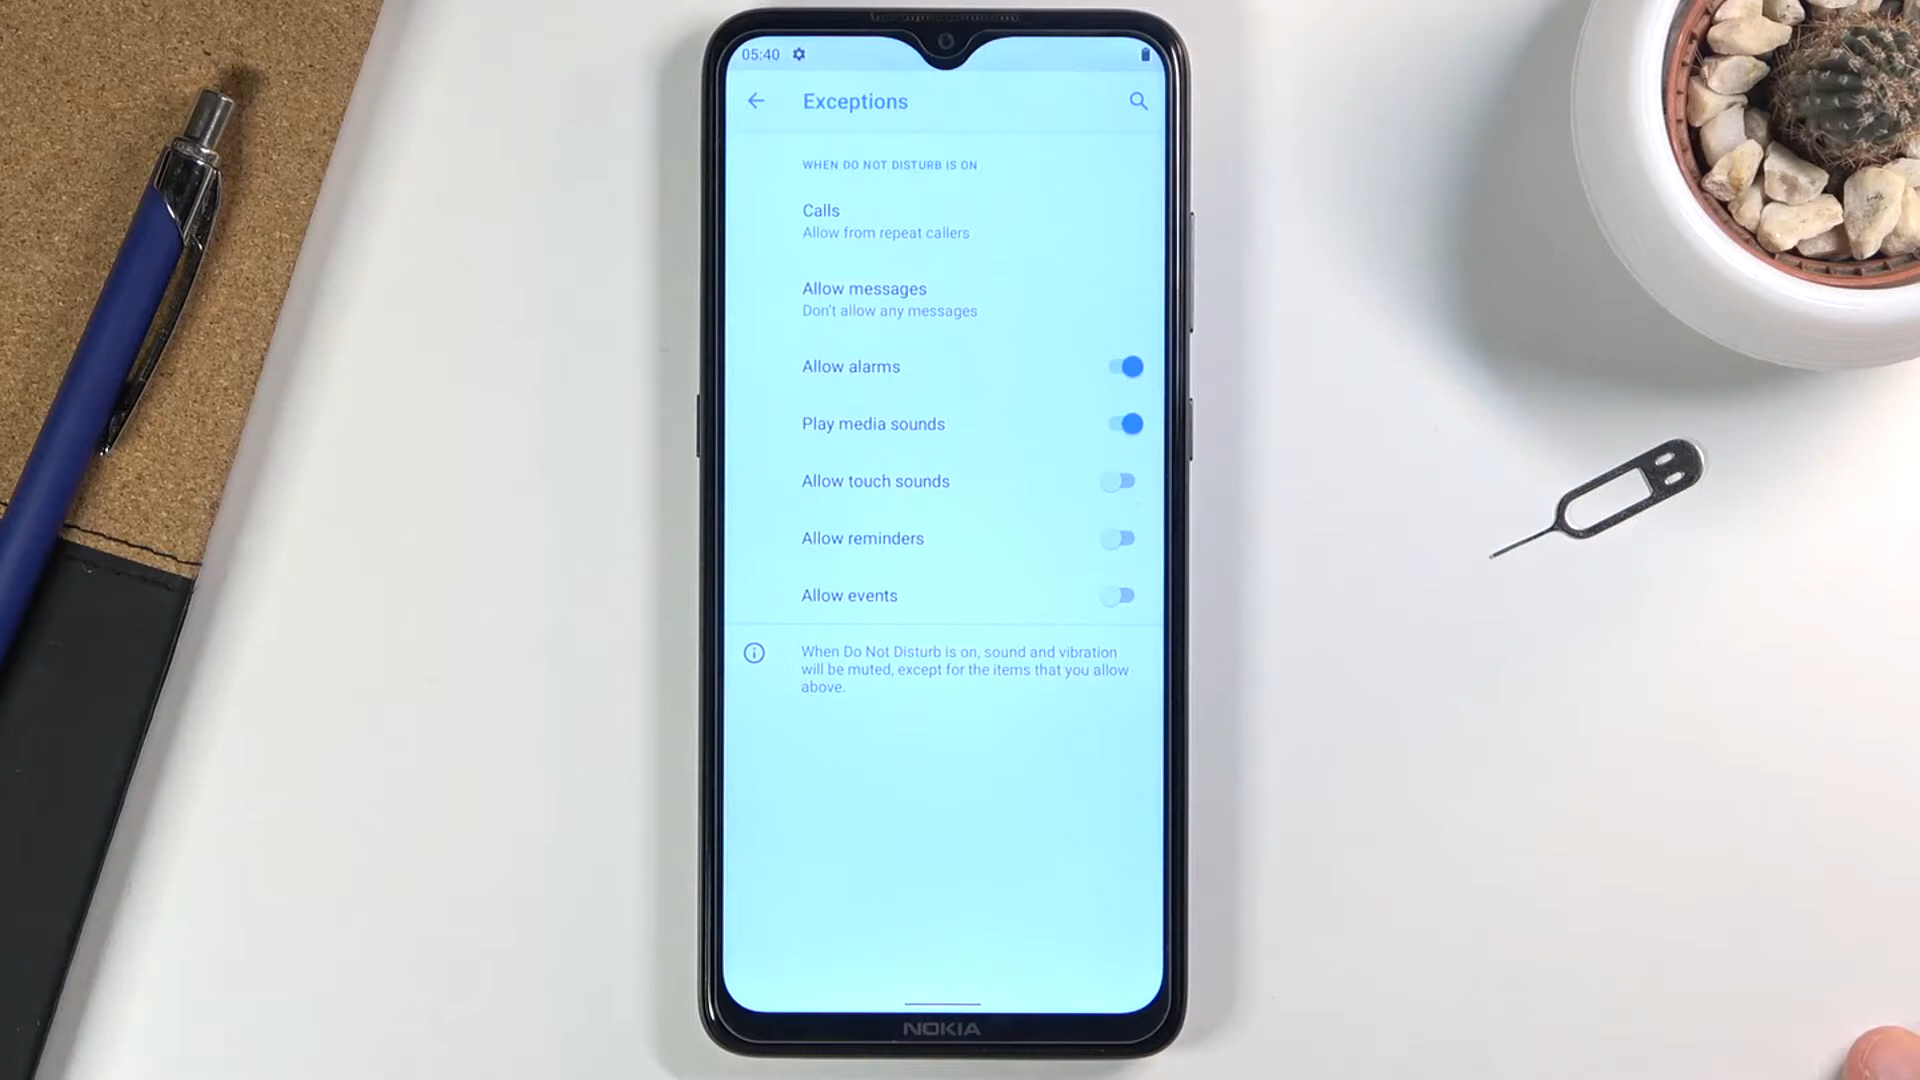 05:40
Exceptions
WHEN DO NOT DISTURB IS ON
Calls
Allow from repeat callers
Allow messages
Don't allow any messages
Allow alarms
Play media sounds
Allow touch sounds
Allow reminders
Allow events
When Do Not Disturb is on, sound and vibration
will be muted, except for the items that you allow
above.
NOKIA